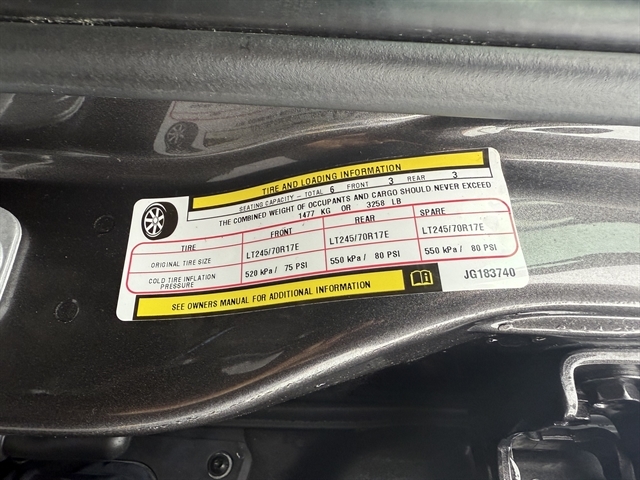 TIRE AND LOADING INFORMATION
SEATING CAPACITY - TOTAL 6 FRONT 3 REAR 3
THE COMBINED WEIGHT OF OCCUPANTS AND CARGO SHOULD NEVER EXCEED
1477 KG OR 3258 LB
TIRE FRONT REAR SPARE
ORIGINAL TIRE SIZE LT245/70R17E LT245/70R17E LT245/70R17E
COLD TIRE INFLATION PRESSURE 520 kPa / 75 PSI 550 kPa / 80 PSI 550 kPa / 80 PSI
SEE OWNERS MANUAL FOR ADDITIONAL INFORMATION
JG183740